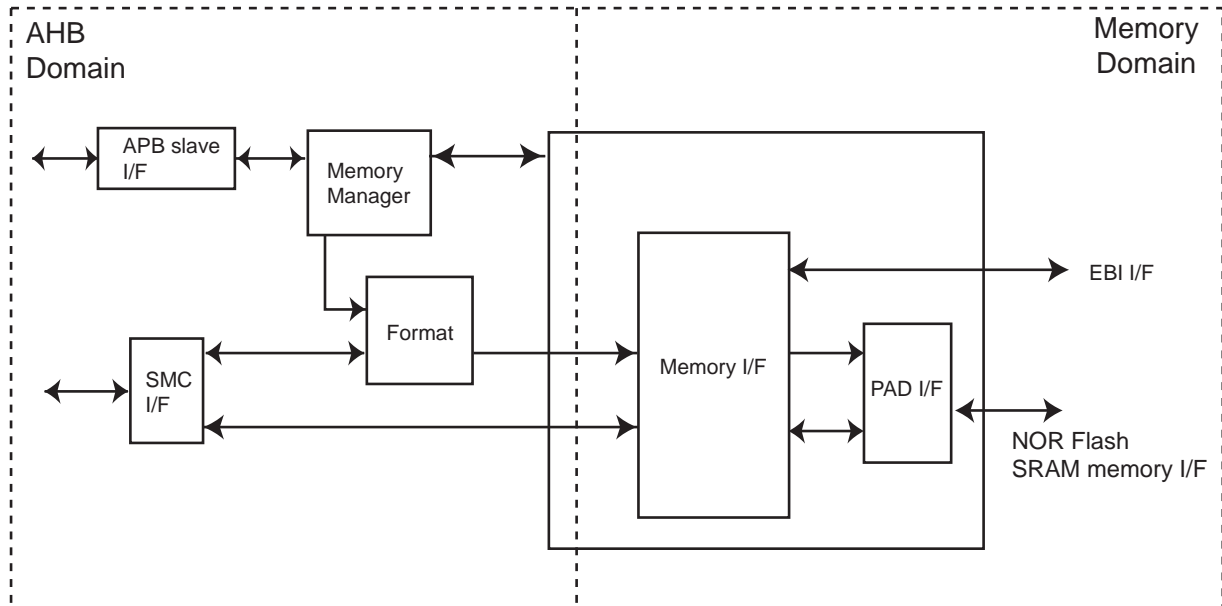 AHB
Domain
Memory
Domain
APB slave
I/F
Memory
Manager
EBI I/F
Format
Memory I/F
SMC
I/F
PAD I/F
NOR Flash
SRAM memory I/F